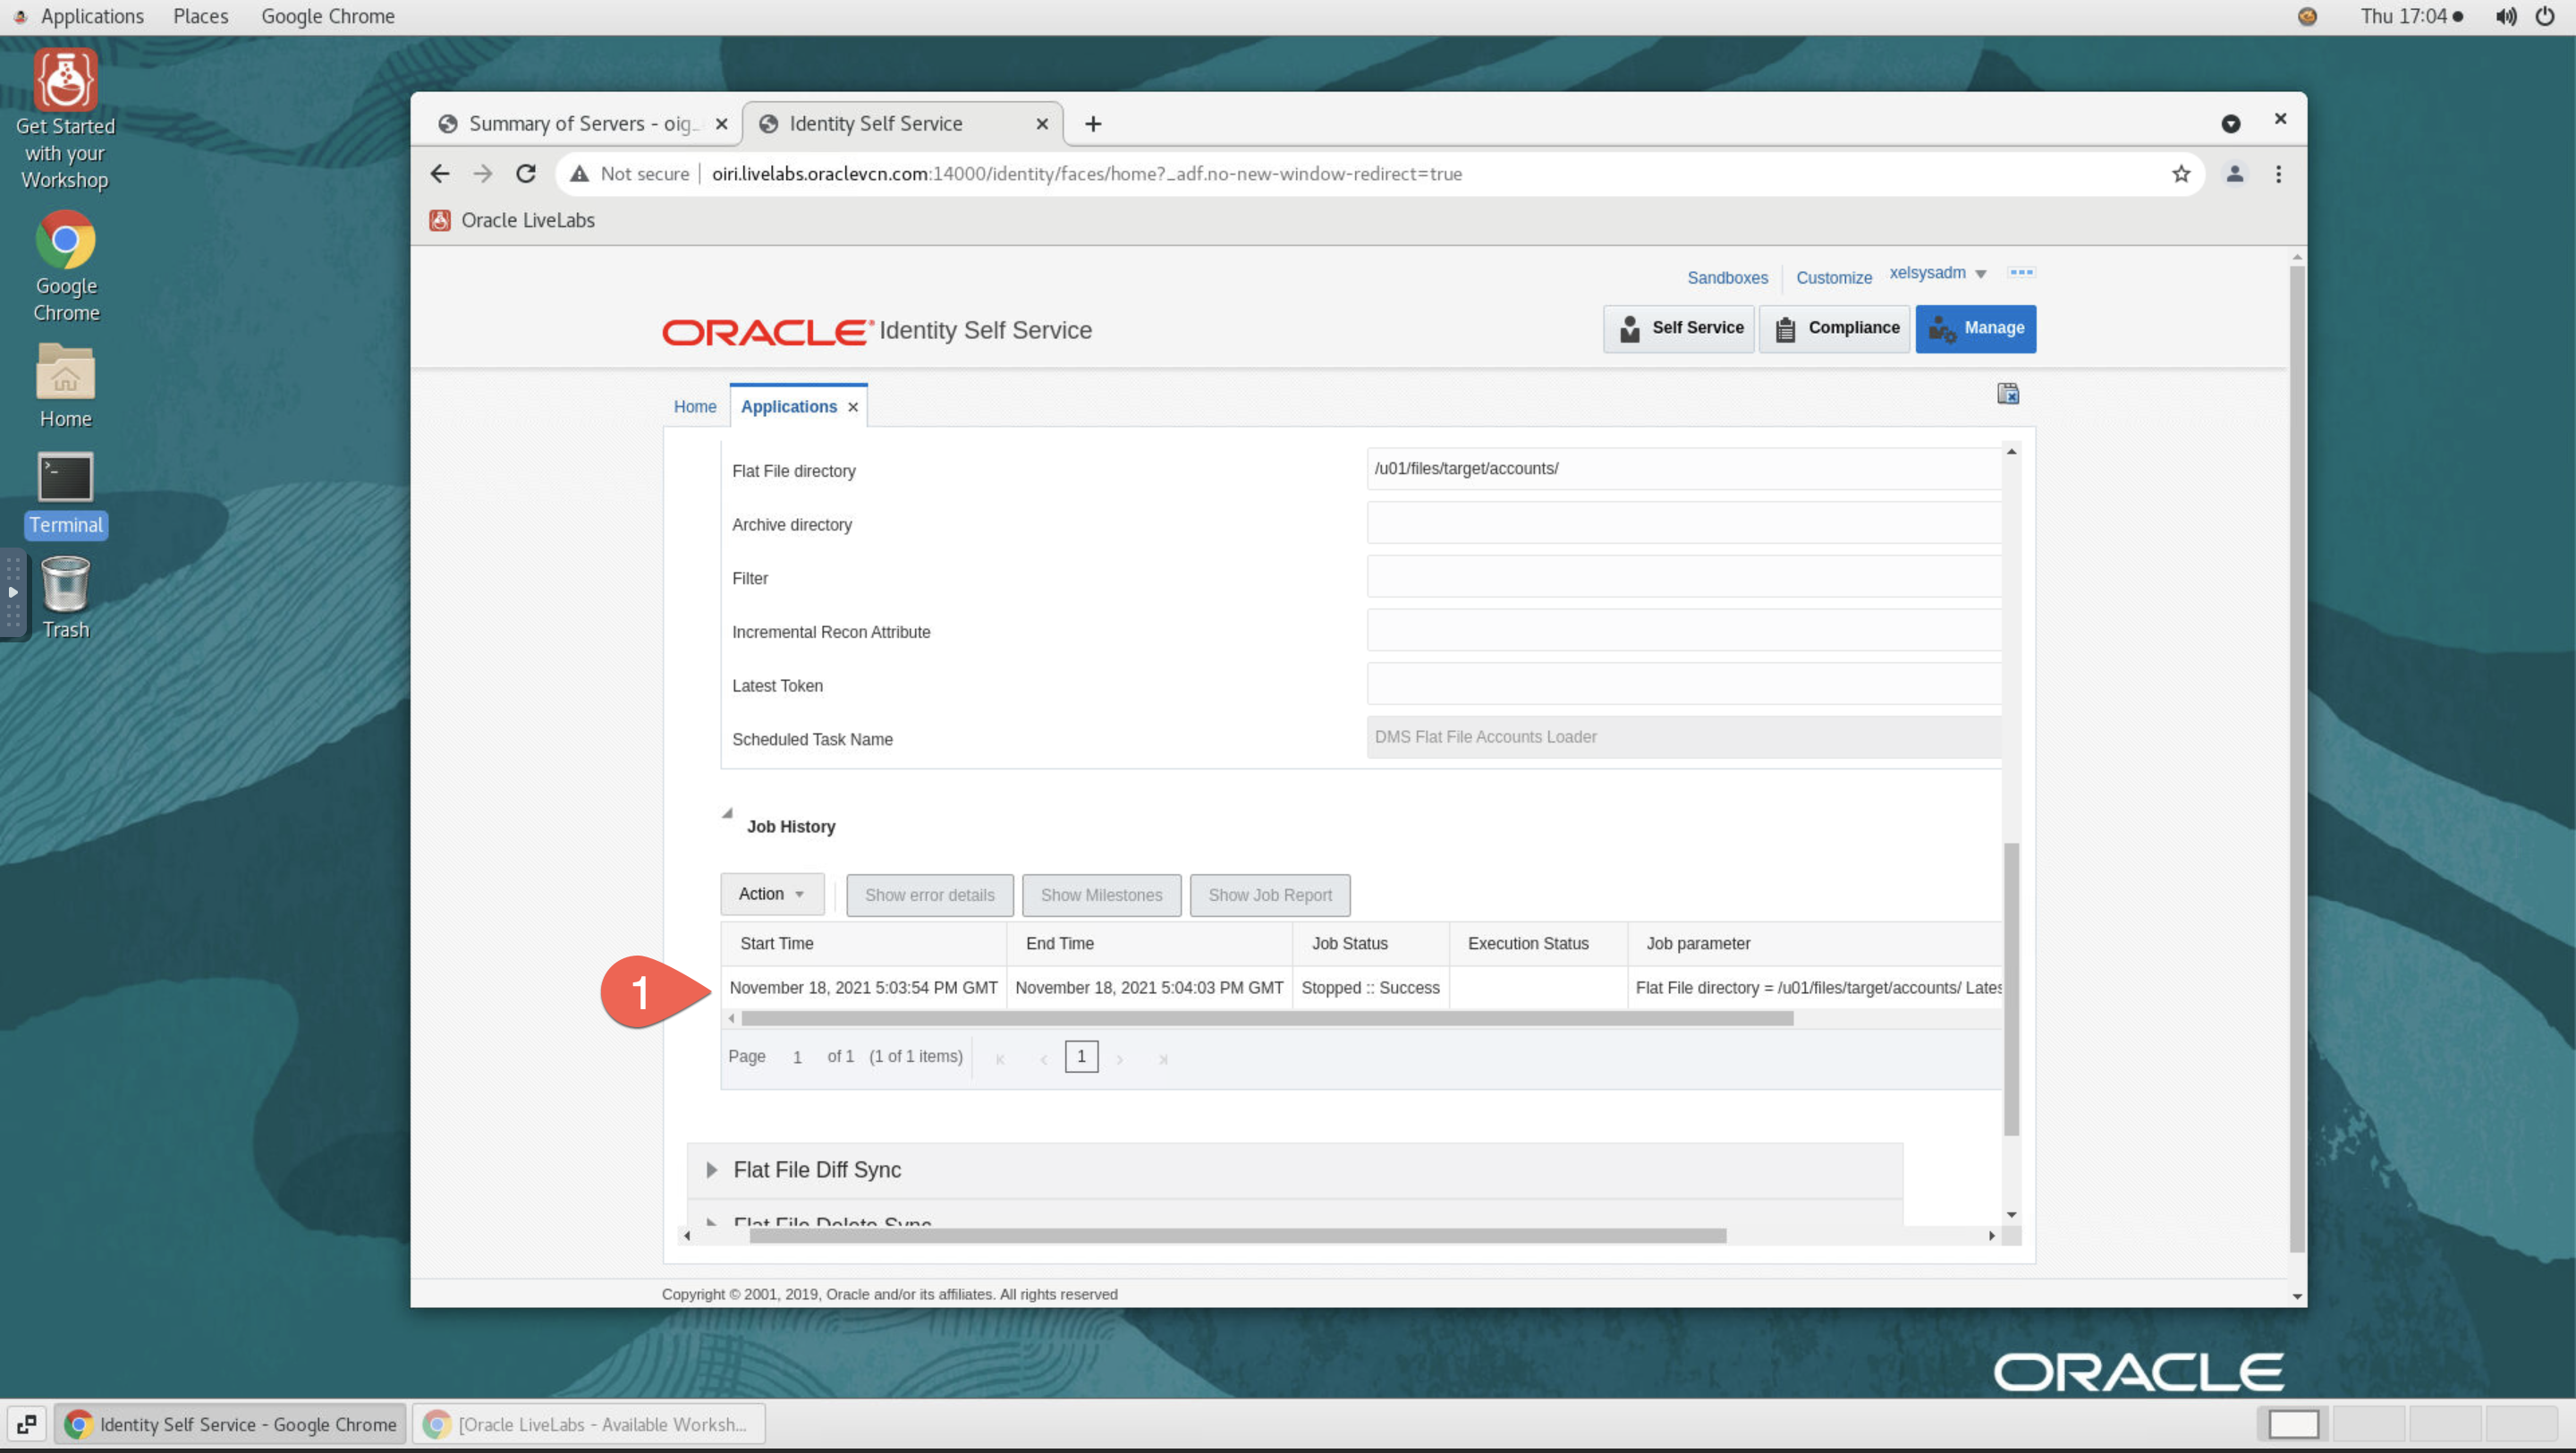 Applications Places Google Chrome Thu 17:04
Get Started
with your
Workshop
Google
Chrome
Home
Terminal
Trash
Summary of Servers - oig_
Identity Self Service
Not secure oiri.livelabs.oraclevcn.com:14000/identity/faces/home?_adf.no-new-window-redirect=true
Oracle LiveLabs
Sandboxes Customize xelsysadm
ORACLE® Identity Self Service
Self Service Compliance Manage
Home Applications
Flat File directory /u01/files/target/accounts/
Archive directory
Filter
Incremental Recon Attribute
Latest Token
Scheduled Task Name DMS Flat File Accounts Loader
Job History
Action Show error details Show Milestones Show Job Report
Start Time End Time Job Status Execution Status Job parameter
1 November 18, 2021 5:03:54 PM GMT November 18, 2021 5:04:03 PM GMT Stopped :: Success Flat File directory = /u01/files/target/accounts/ Lates
Page 1 of 1 (1 of 1 items) 1
Flat File Diff Sync
Flat File Delete Sync
Copyright © 2001, 2019, Oracle and/or its affiliates. All rights reserved
ORACLE
Identity Self Service - Google Chrome [Oracle LiveLabs - Available Worksh...